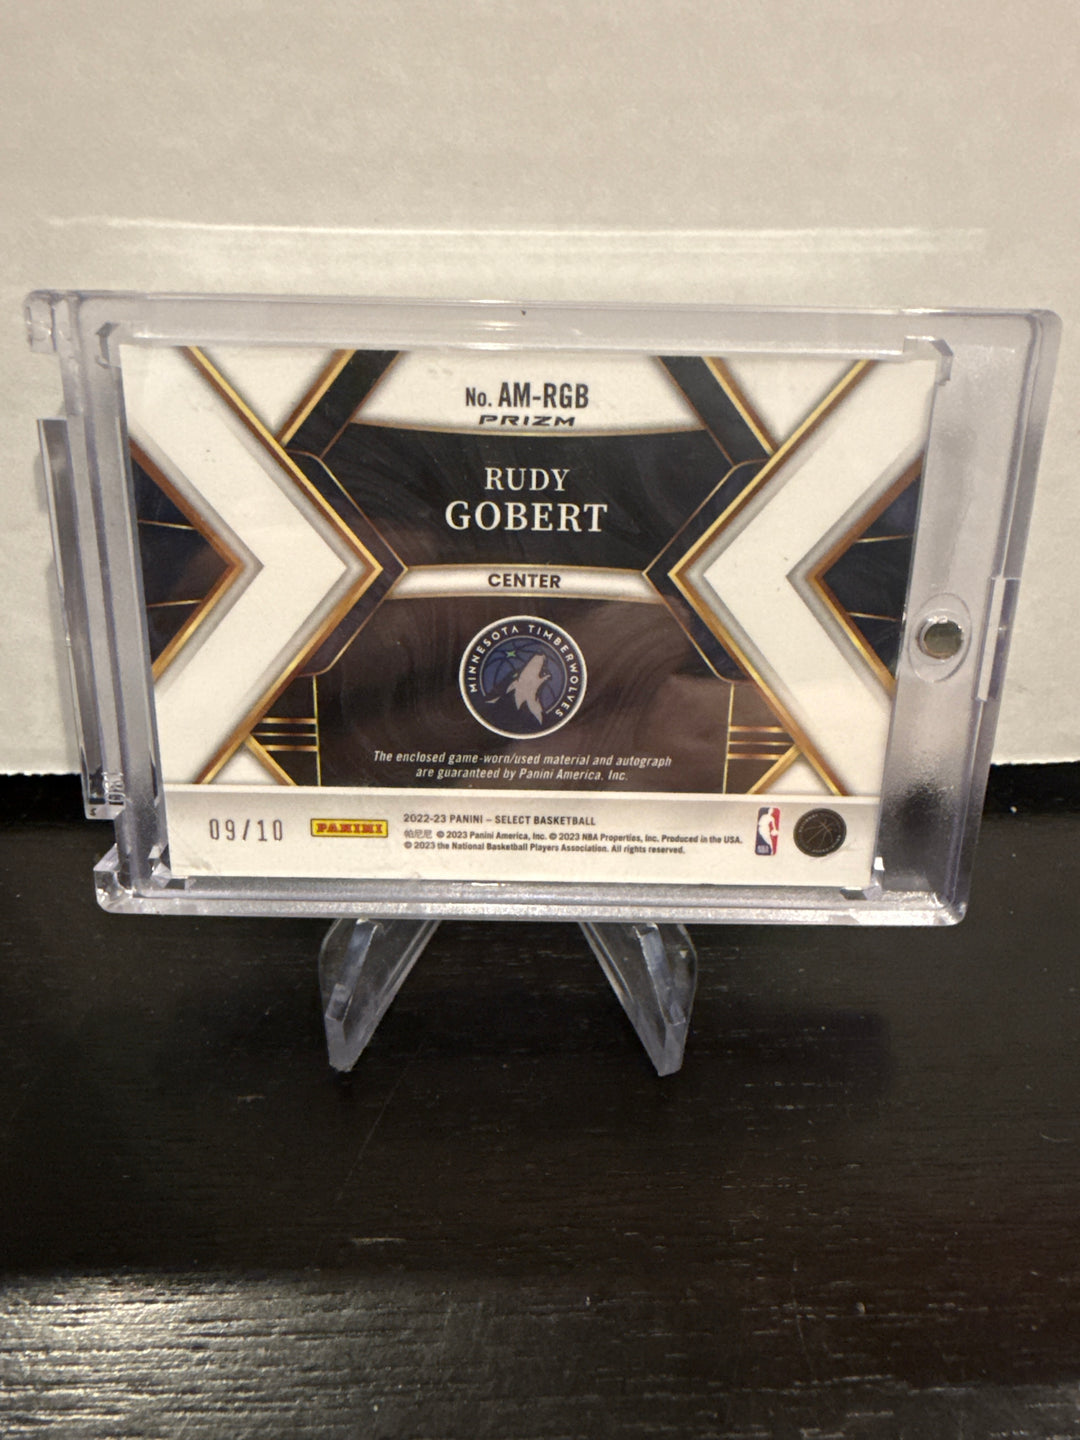 No. AM-RGB
PRIZM
RUDY
GOBERT
CENTER
MINNESOTA TIMBERWOLVES
The enclosed game-worn/used material and autograph
are guaranteed by Panini America, Inc.
09/10
PANINI
2022-23 PANINI – SELECT BASKETBALL
帕尼尼 © 2023 Panini America, Inc. © 2023 NBA Properties, Inc. Produced in the USA.
© 2023 the National Basketball Players Association. All rights reserved.
NBA